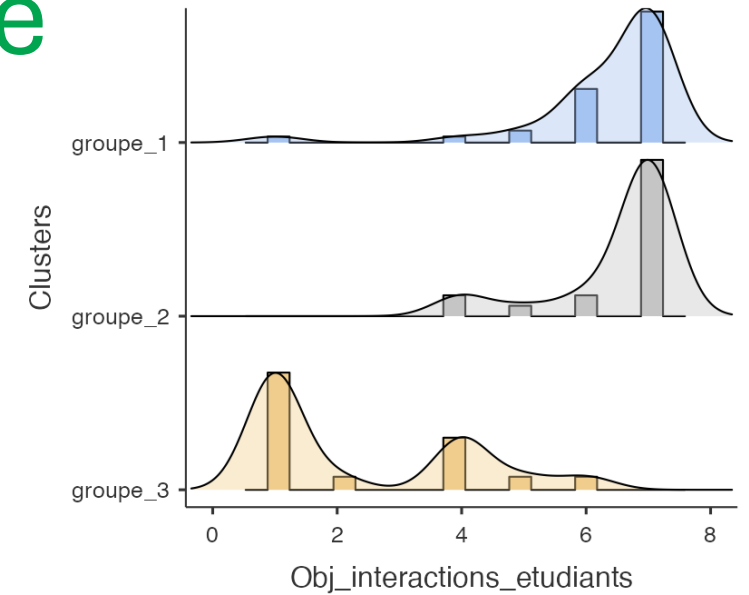 e
groupe_1
groupe_2
groupe_3
Clusters
0 2 4 6 8
Obj_interactions_etudiants